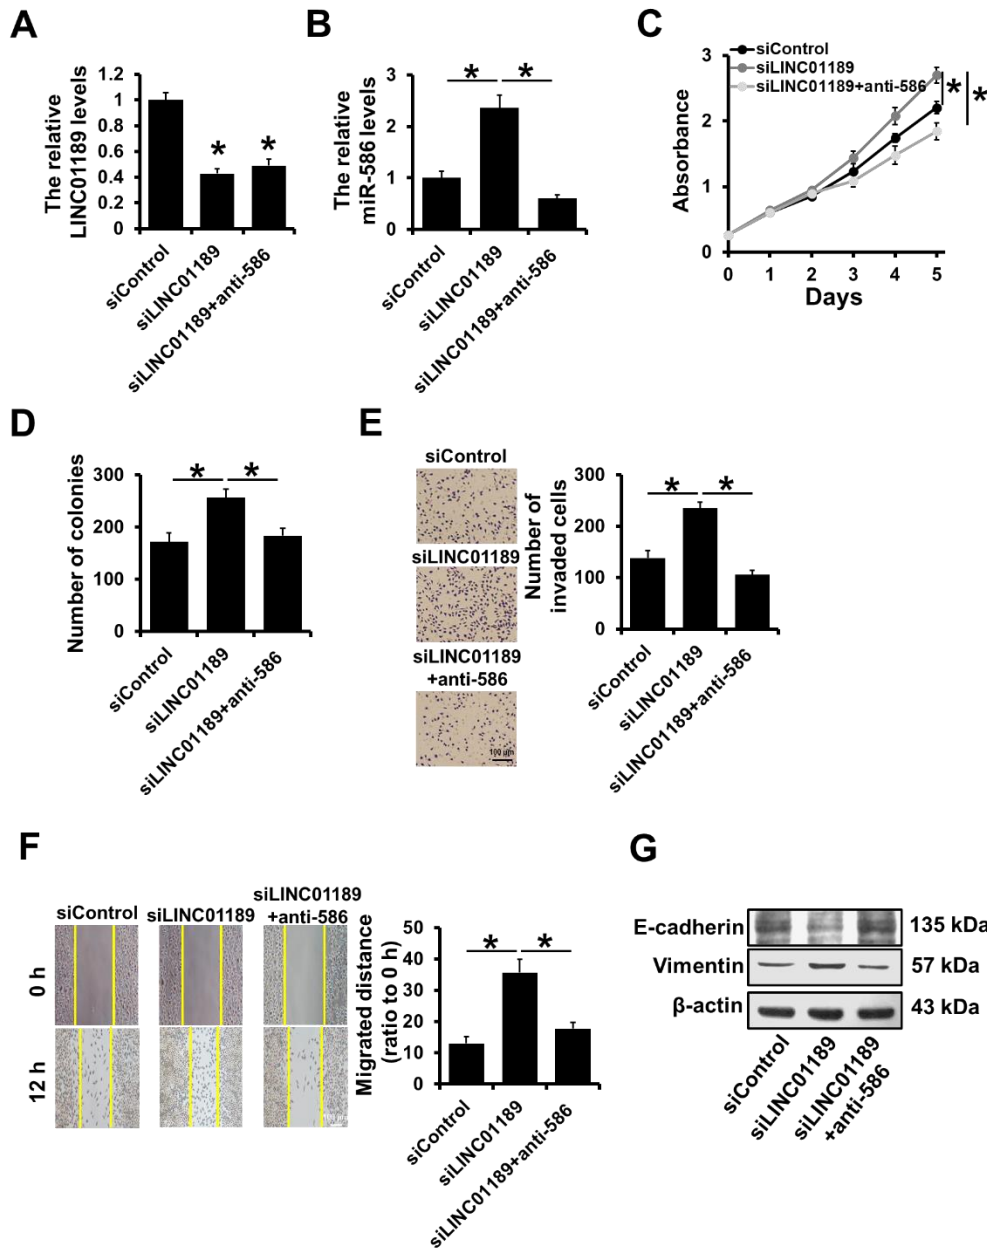 A
The relative
LINC01189 levels
1.2
1
0.8
0.6
0.4
0.2
0
*
*
siControl
siLINC01189
siLINC01189+anti-586
B
The relative
miR-586 levels
3
2
1
0
*
*
siControl
siLINC01189
siLINC01189+anti-586
C
siControl
siLINC01189
siLINC01189+anti-586
Absorbance
3
2
1
0
*
*
0 1 2 3 4 5
Days
D
Number of colonies
300
200
100
0
*
*
siControl
siLINC01189
siLINC01189+anti-586
E
siControl
siLINC01189
siLINC01189
+anti-586
100 μm
Number of
invaded cells
300
200
100
0
*
*
siControl
siLINC01189
siLINC01189+anti-586
F
siControl
siLINC01189
siLINC01189
+anti-586
0 h
12 h
100 μm
Migrated distance
(ratio to 0 h)
50
40
30
20
10
0
*
*
siControl
siLINC01189
siLINC01189+anti-586
G
E-cadherin 135 kDa
Vimentin 57 kDa
β-actin 43 kDa
siControl
siLINC01189
siLINC01189
+anti-586